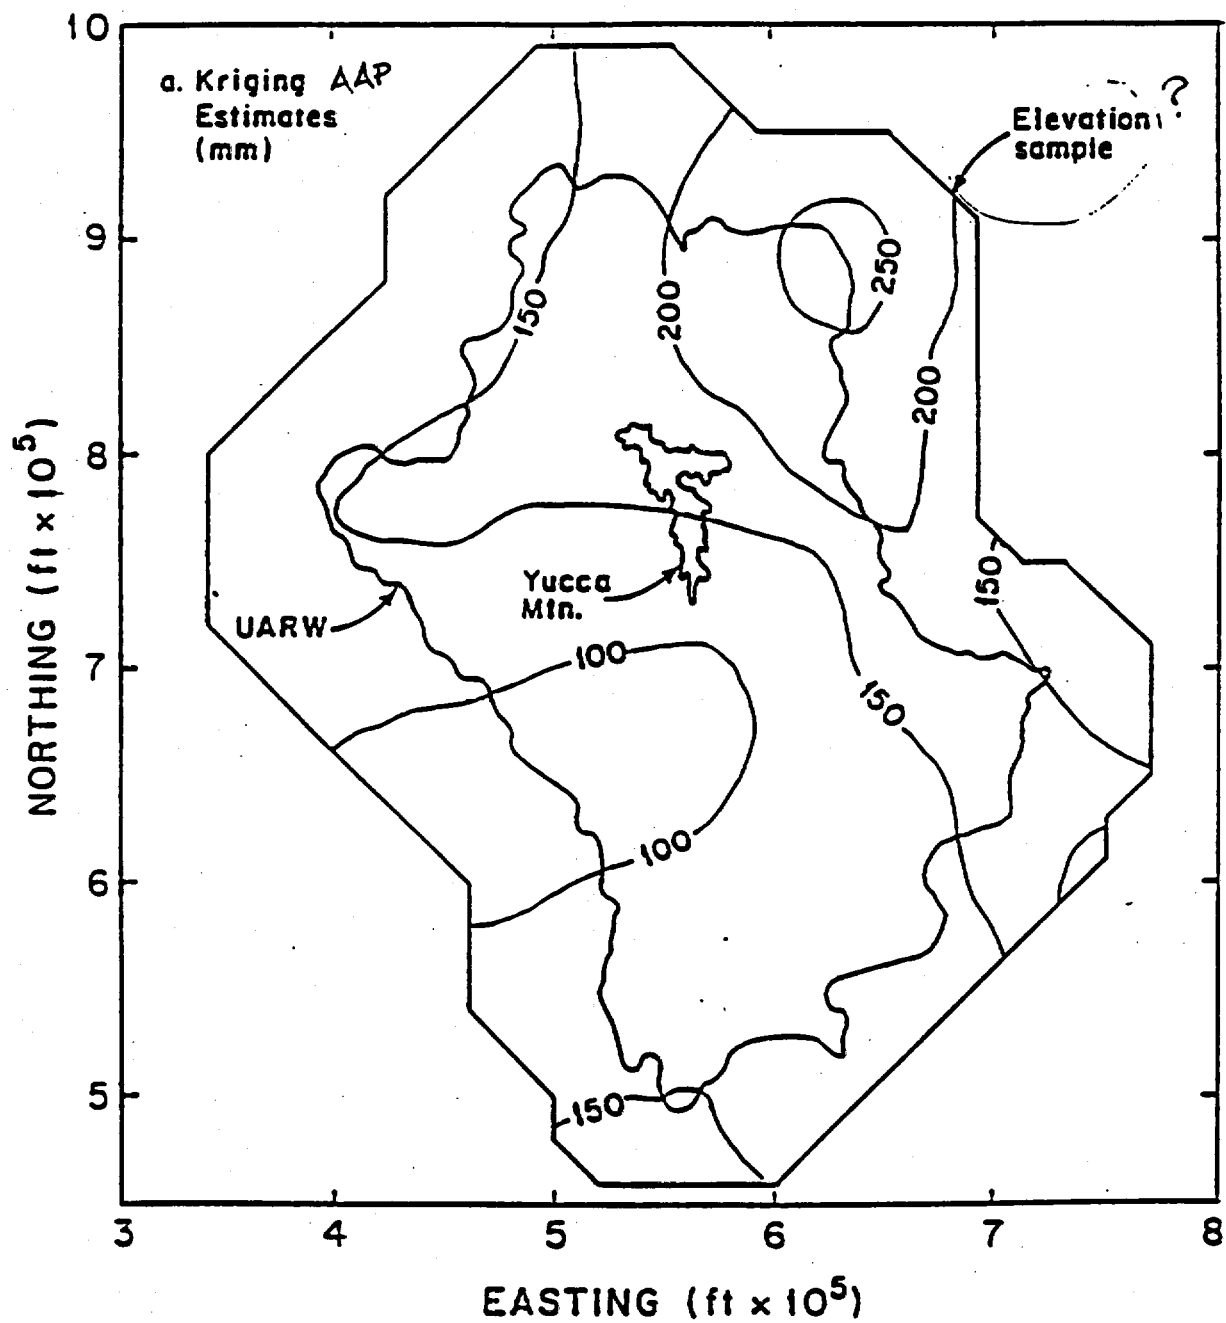 10
a. Kriging AAP
Estimates
(mm)
?
Elevation
sample
9
250
150
200
200
8
NORTHING (ft x 10⁵)
Yucca
Mtn.
150
UARW
7
100
150
100
6
5
150
3 4 5 6 7 8
EASTING (ft x 10⁵)